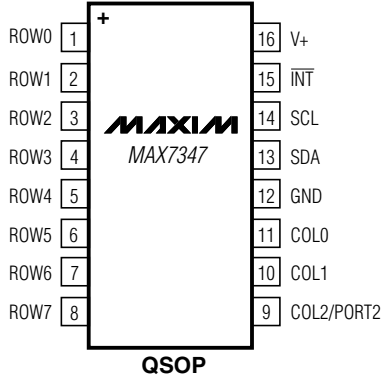 +
ROW0 1 16 V+
ROW1 2 15 INT
ROW2 3 MAXIM 14 SCL
ROW3 4 MAX7347 13 SDA
ROW4 5 12 GND
ROW5 6 11 COL0
ROW6 7 10 COL1
ROW7 8 9 COL2/PORT2
QSOP